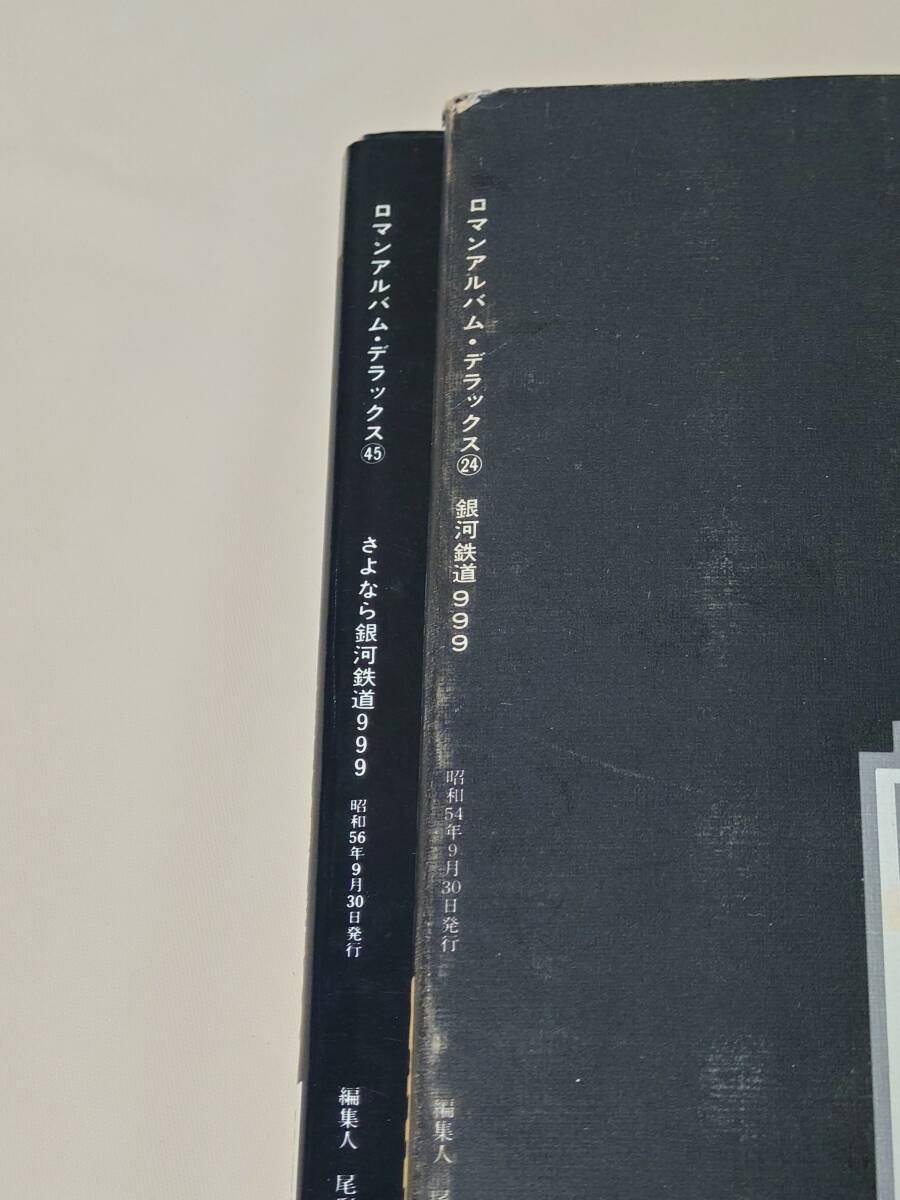 ロマンアルバム・デラックス㊺ さよなら銀河鉄道999 昭和56年9月30日発行 編集人 尾
ロマンアルバム・デラックス㉔ 銀河鉄道999 昭和54年9月30日発行 編集人